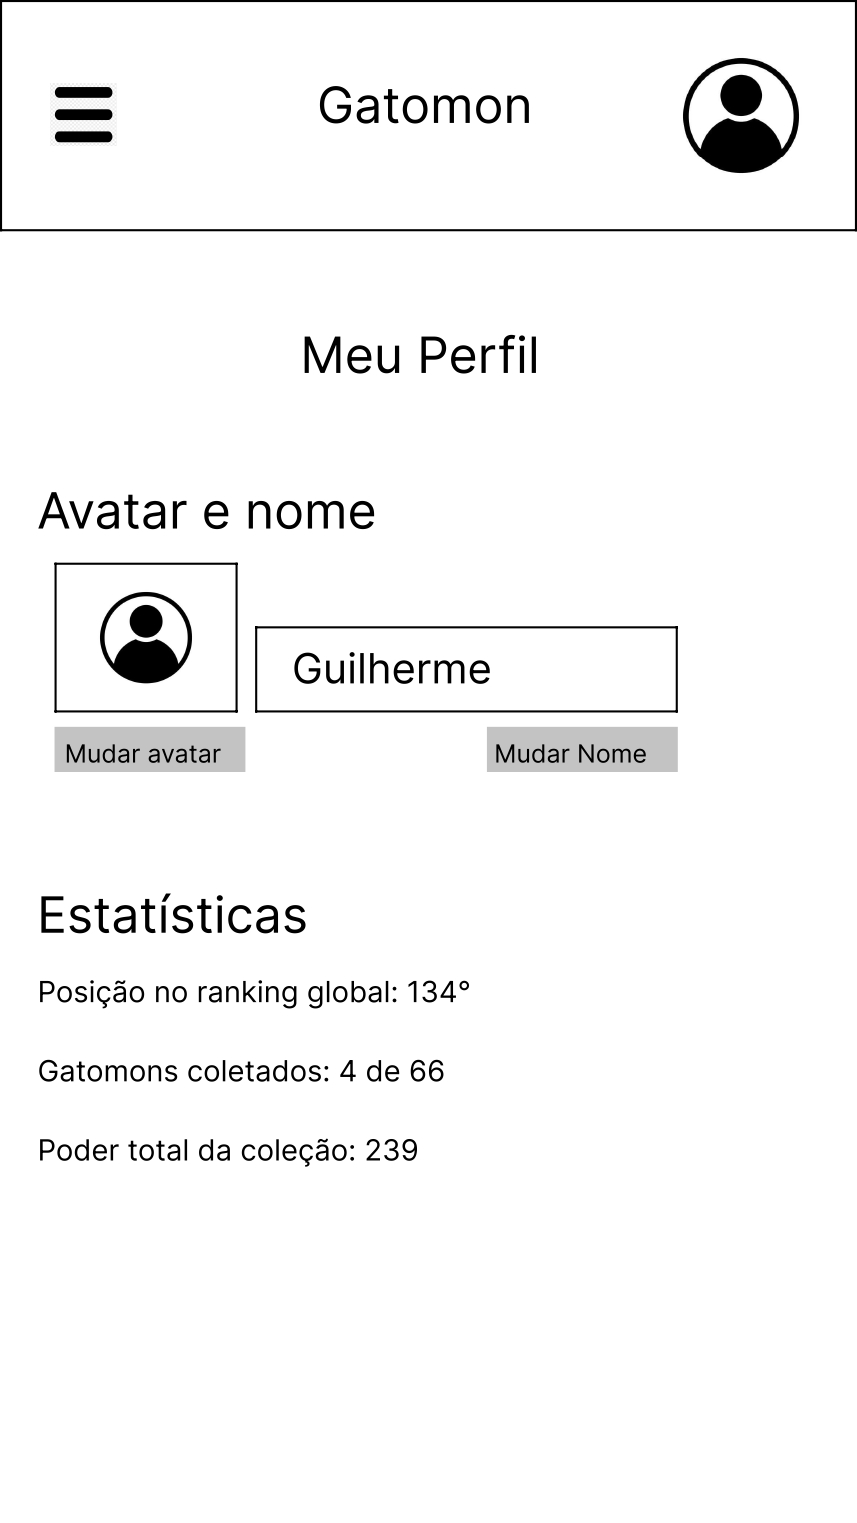 Gatomon
Meu Perfil
Avatar e nome
Guilherme
Mudar avatar
Mudar Nome
Estatísticas
Posição no ranking global: 134°
Gatomons coletados: 4 de 66
Poder total da coleção: 239